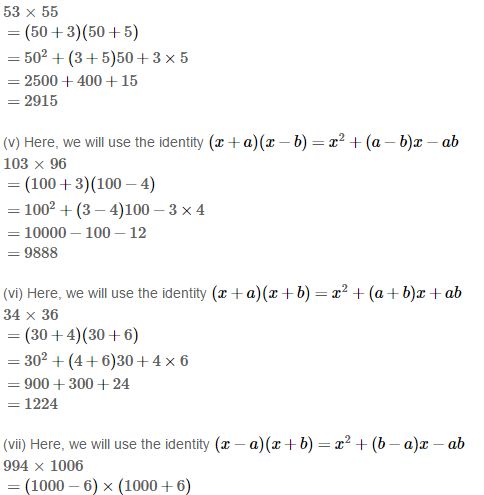 53 × 55
= (50 + 3)(50 + 5)
= 50² + (3 + 5)50 + 3 × 5
= 2500 + 400 + 15
= 2915
(v) Here, we will use the identity (x + a)(x − b) = x² + (a − b)x − ab
103 × 96
= (100 + 3)(100 − 4)
= 100² + (3 − 4)100 − 3 × 4
= 10000 − 100 − 12
= 9888
(vi) Here, we will use the identity (x + a)(x + b) = x² + (a + b)x + ab
34 × 36
= (30 + 4)(30 + 6)
= 30² + (4 + 6)30 + 4 × 6
= 900 + 300 + 24
= 1224
(vii) Here, we will use the identity (x − a)(x + b) = x² + (b − a)x − ab
994 × 1006
= (1000 − 6) × (1000 + 6)